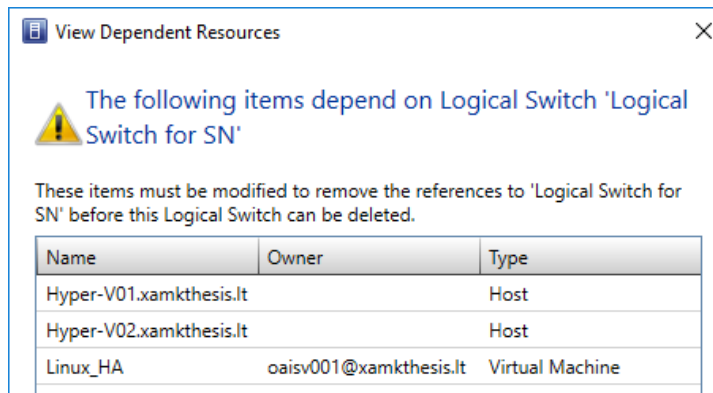 View Dependent Resources
The following items depend on Logical Switch 'Logical
Switch for SN'
These items must be modified to remove the references to 'Logical Switch for
SN' before this Logical Switch can be deleted.
Name Owner Type
Hyper-V01.xamkthesis.lt Host
Hyper-V02.xamkthesis.lt Host
Linux_HA oaisv001@xamkthesis.lt Virtual Machine